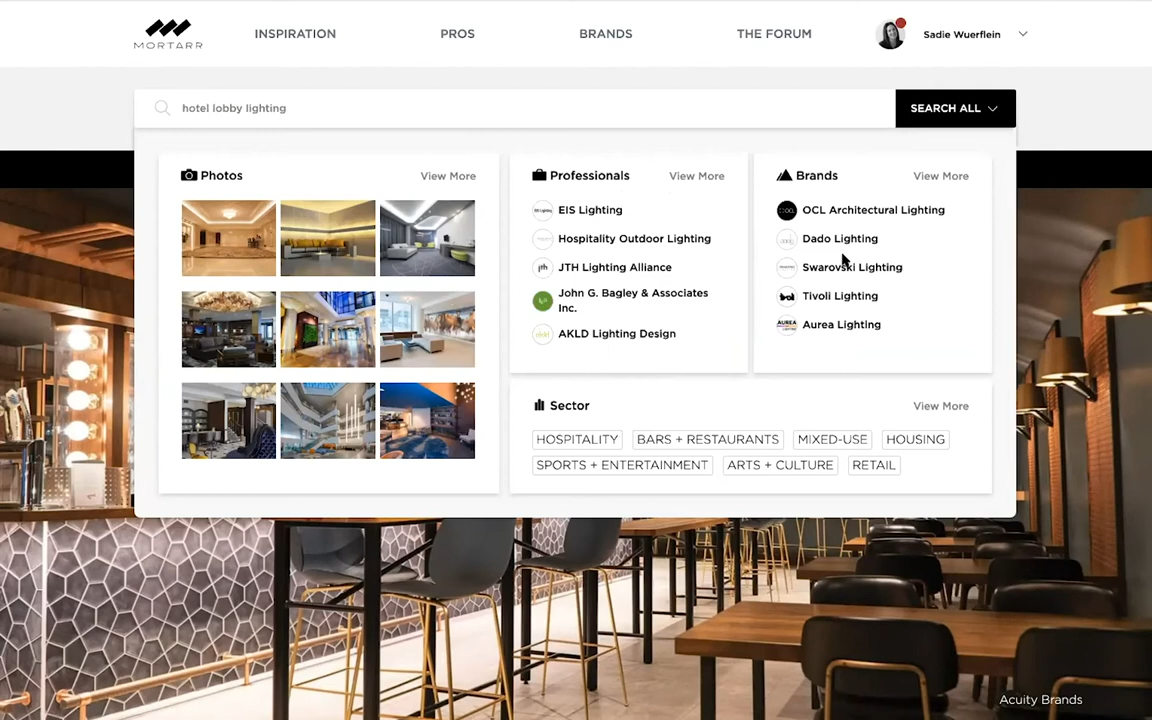 MORTARR
INSPIRATION
PROS
BRANDS
THE FORUM
Sadie Wuerflein
hotel lobby lighting
SEARCH ALL
Photos
View More
Professionals
View More
EIS Lighting
Hospitality Outdoor Lighting
JTH Lighting Alliance
John G. Bagley & Associates
Inc.
AKLD Lighting Design
Brands
View More
OCL Architectural Lighting
Dado Lighting
Swarovski Lighting
Tivoli Lighting
Aurea Lighting
Sector
View More
HOSPITALITY
BARS + RESTAURANTS
MIXED-USE
HOUSING
SPORTS + ENTERTAINMENT
ARTS + CULTURE
RETAIL
Acuity Brands